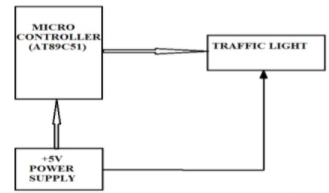 MICRO
CONTROLLER
(AT89C51)
TRAFFIC LIGHT
+5V
POWER
SUPPLY